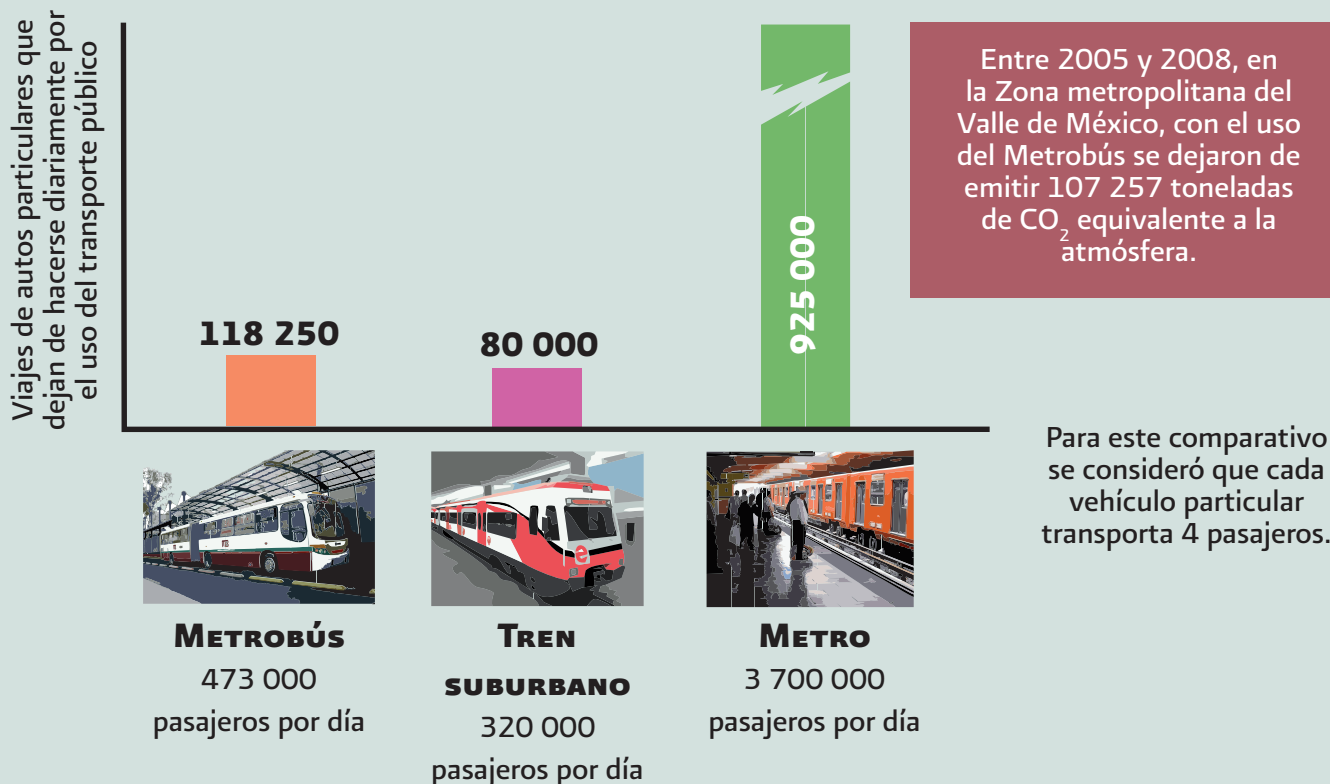 Viajes de autos particulares que
dejan de hacerse diariamente por
el uso del transporte público
118 250
80 000
925 000
Entre 2005 y 2008, en
la Zona metropolitana del
Valle de México, con el uso
del Metrobús se dejaron de
emitir 107 257 toneladas
de CO2 equivalente a la
atmósfera.
Para este comparativo
se consideró que cada
vehículo particular
transporta 4 pasajeros.
METROBÚS
473 000
pasajeros por día
TREN
SUBURBANO
320 000
pasajeros por día
METRO
3 700 000
pasajeros por día